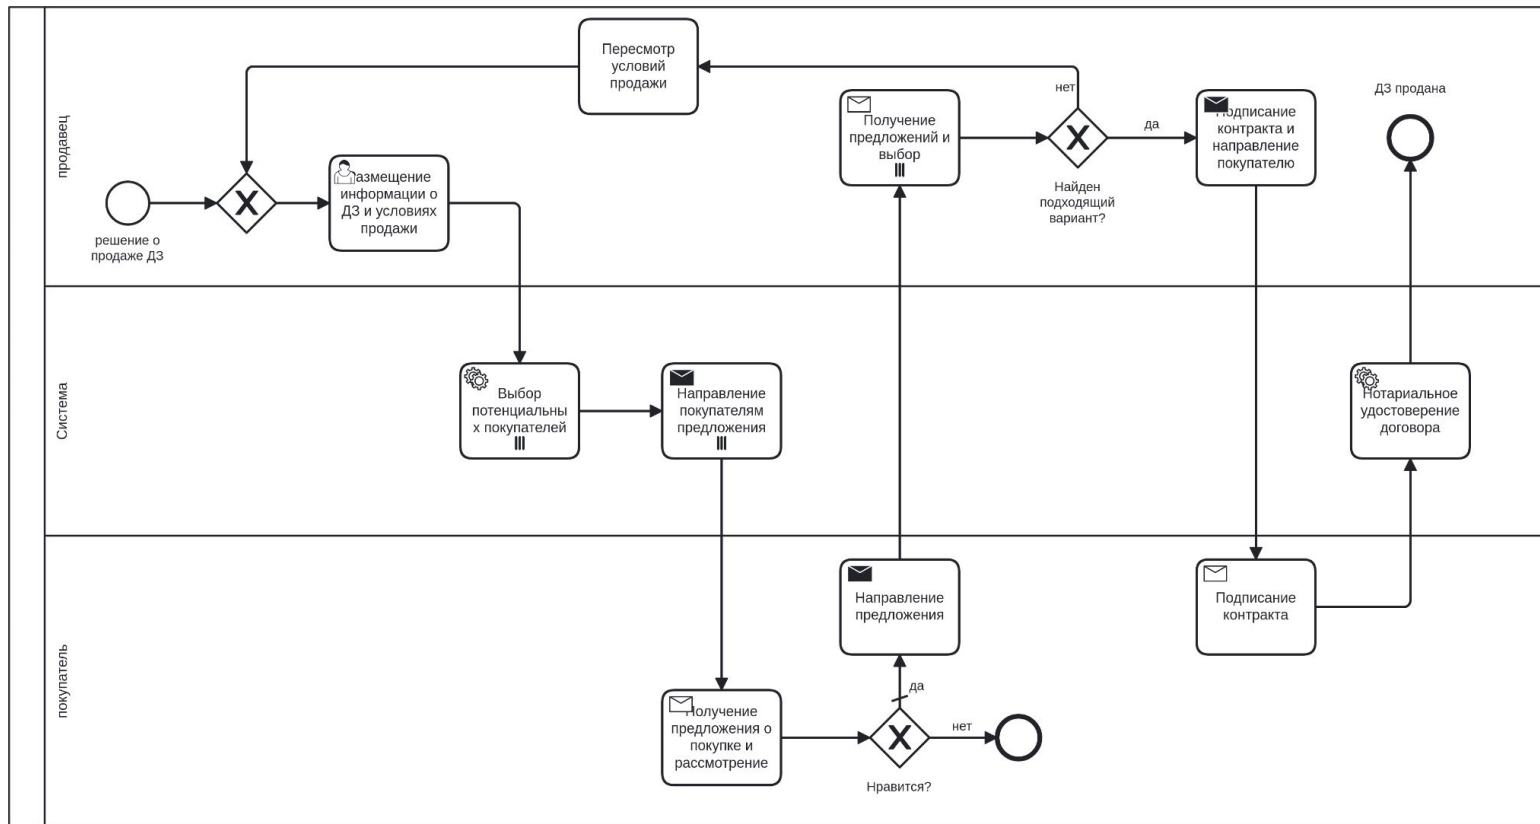 продавец
Пересмотр
условий
продажи
решение о
продаже ДЗ
азмещение
информации о
ДЗ и условиях
продажи
Получение
предложений и
выбор
нет
Найден
подходящий
вариант?
да
Подписание
контракта и
направление
покупателю
ДЗ продана
Система
Выбор
потенциальны
х покупателей
Направление
покупателям
предложения
Нотариальное
удостоверение
договора
покупатель
Получение
предложения о
покупке и
рассмотрение
Направление
предложения
да
нет
Нравится?
Подписание
контракта